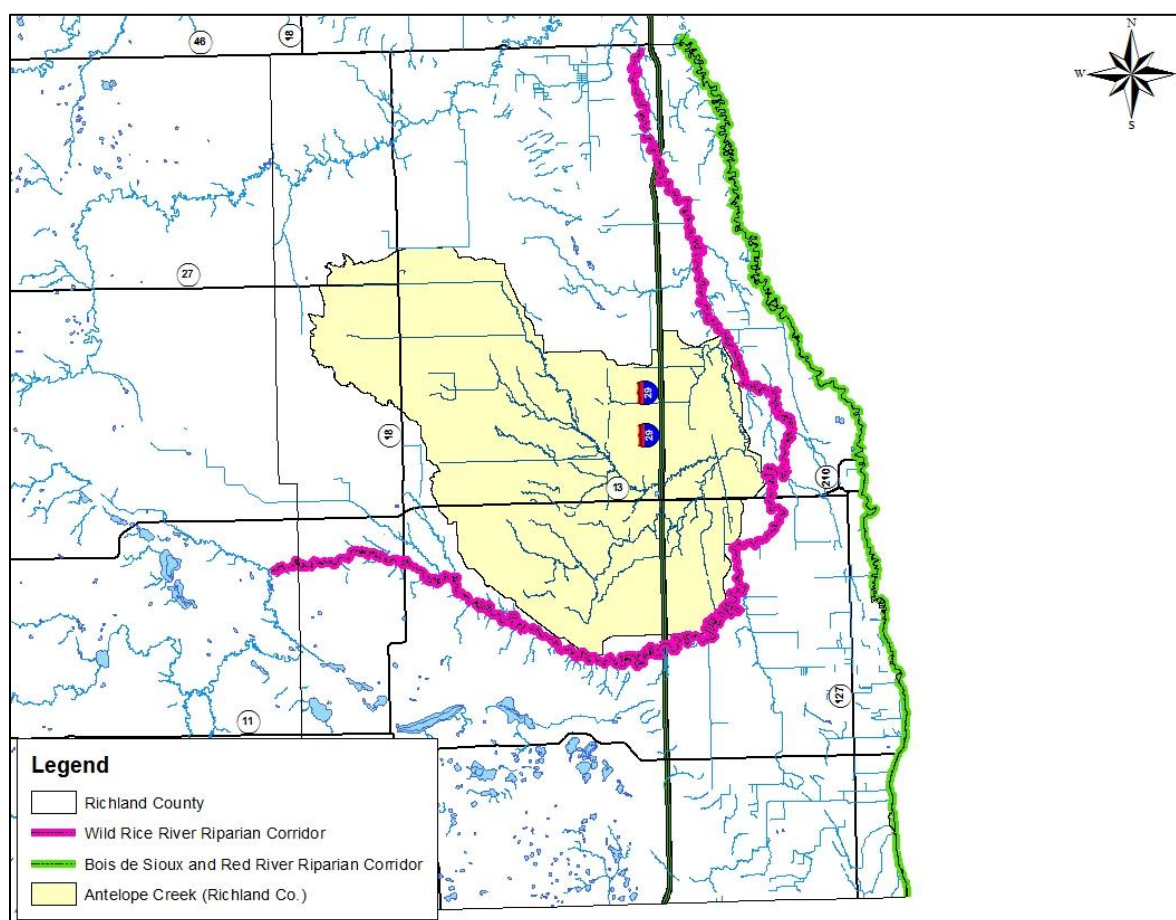 N
W
S
46
18
27
29
29
18
13
210
127
11
Legend
Richland County
Wild Rice River Riparian Corridor
Bois de Sioux and Red River Riparian Corridor
Antelope Creek (Richland Co.)